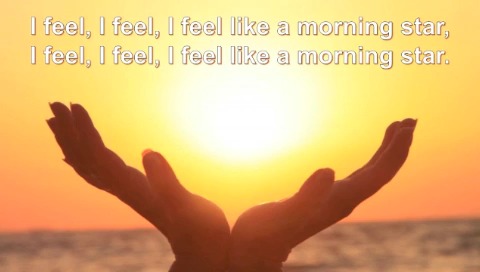 I feel, I feel, I feel like a morning star,
I feel, I feel, I feel like a morning star.